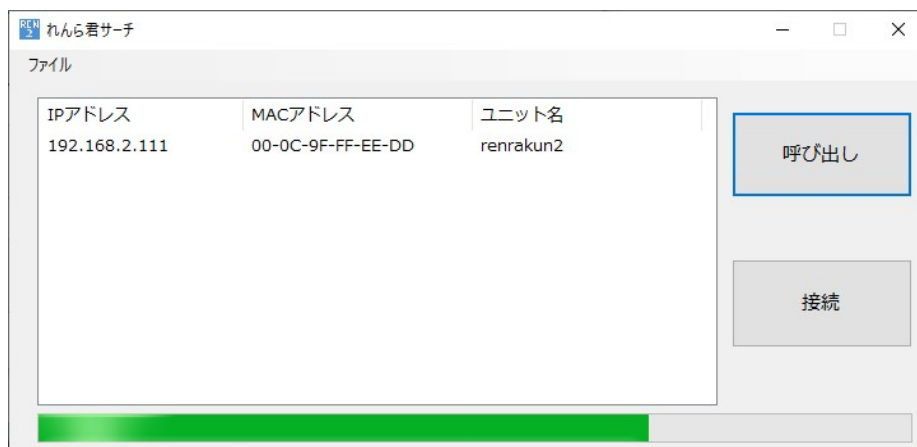 REN2 れんら君サーチ
ファイル
IPアドレス MACアドレス ユニット名
192.168.2.111 00-0C-9F-FF-EE-DD renrakun2
呼び出し
接続